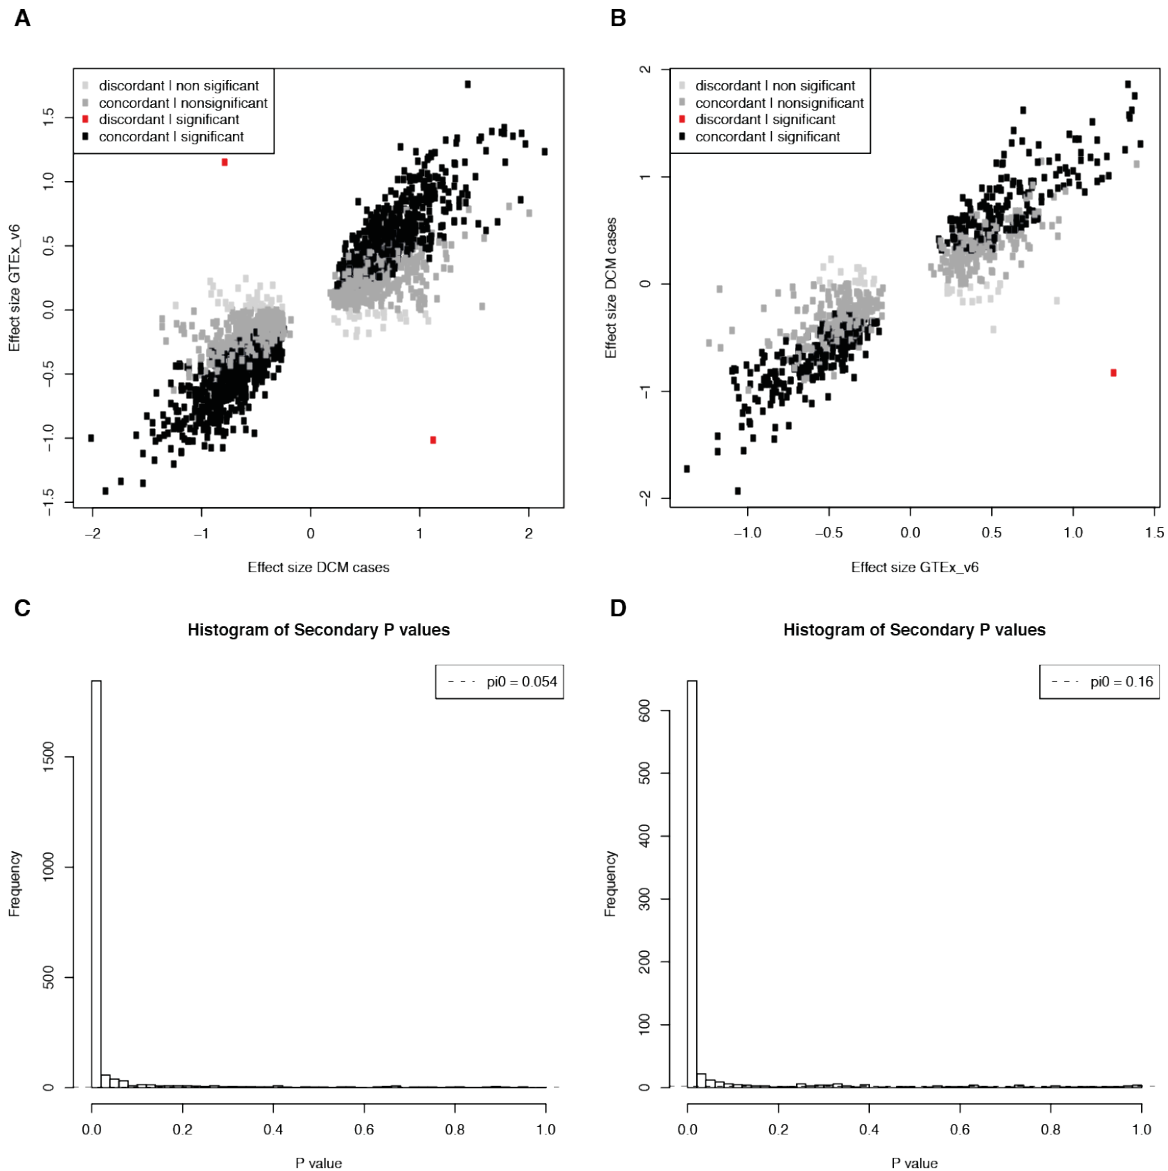 A
B
discordant | non sigificant
concordant | nonsignificant
discordant | significant
concordant | significant
Effect size GTEx_v6
1.5
1.0
0.5
0.0
−0.5
−1.0
−1.5
−2
−1
0
1
2
Effect size DCM cases
discordant | non sigificant
concordant | nonsignificant
discordant | significant
concordant | significant
Effect size DCM cases
2
1
0
−1
−2
−1.0
−0.5
0.0
0.5
1.0
1.5
Effect size GTEx_v6
C
D
Histogram of Secondary P values
pi0 = 0.054
Frequency
1500
1000
500
0
0.0
0.2
0.4
0.6
0.8
1.0
P value
Histogram of Secondary P values
pi0 = 0.16
Frequency
600
500
400
300
200
100
0
0.0
0.2
0.4
0.6
0.8
1.0
P value